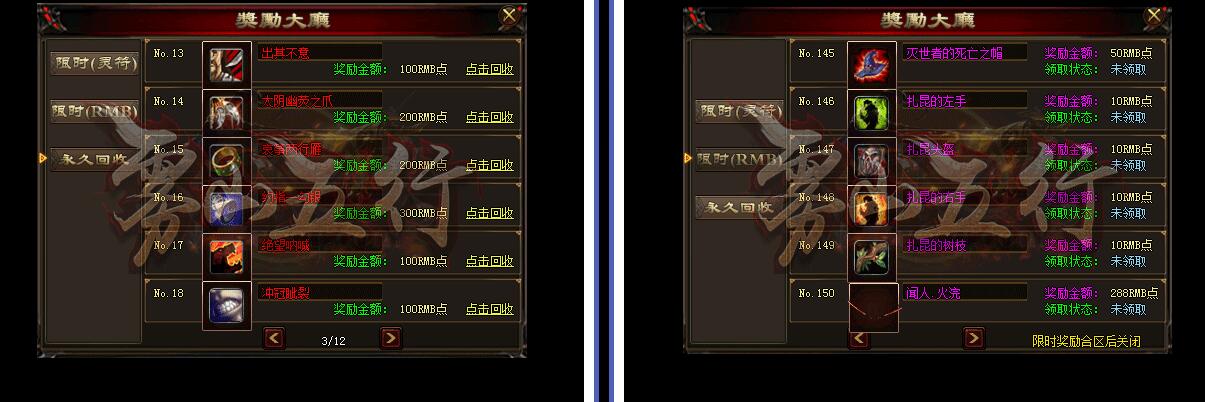 獎勵大廳
限时(灵符)
限时(RMB)
永久回收
No. 13
出其不意
奖励金额: 100RMB点 点击回收
No. 14
太阴幽荧之爪
奖励金额: 200RMB点 点击回收
No. 15
哀筝两行雁
奖励金额: 200RMB点 点击回收
No. 16
约指一勾银
奖励金额: 300RMB点 点击回收
No. 17
绝望呐喊
奖励金额: 100RMB点 点击回收
No. 18
冲冠眦裂
奖励金额: 100RMB点 点击回收
3/12
獎勵大廳
限时(灵符)
限时(RMB)
永久回收
No. 145
灭世者的死亡之帽 奖励金额: 50RMB点
领取状态: 未领取
No. 146
扎昆的左手 奖励金额: 10RMB点
领取状态: 未领取
No. 147
扎昆头盔 奖励金额: 10RMB点
领取状态: 未领取
No. 148
扎昆的右手 奖励金额: 10RMB点
领取状态: 未领取
No. 149
扎昆的树枝 奖励金额: 10RMB点
领取状态: 未领取
No. 150
闻人.火浣 奖励金额: 288RMB点
领取状态: 未领取
限时奖励合区后关闭